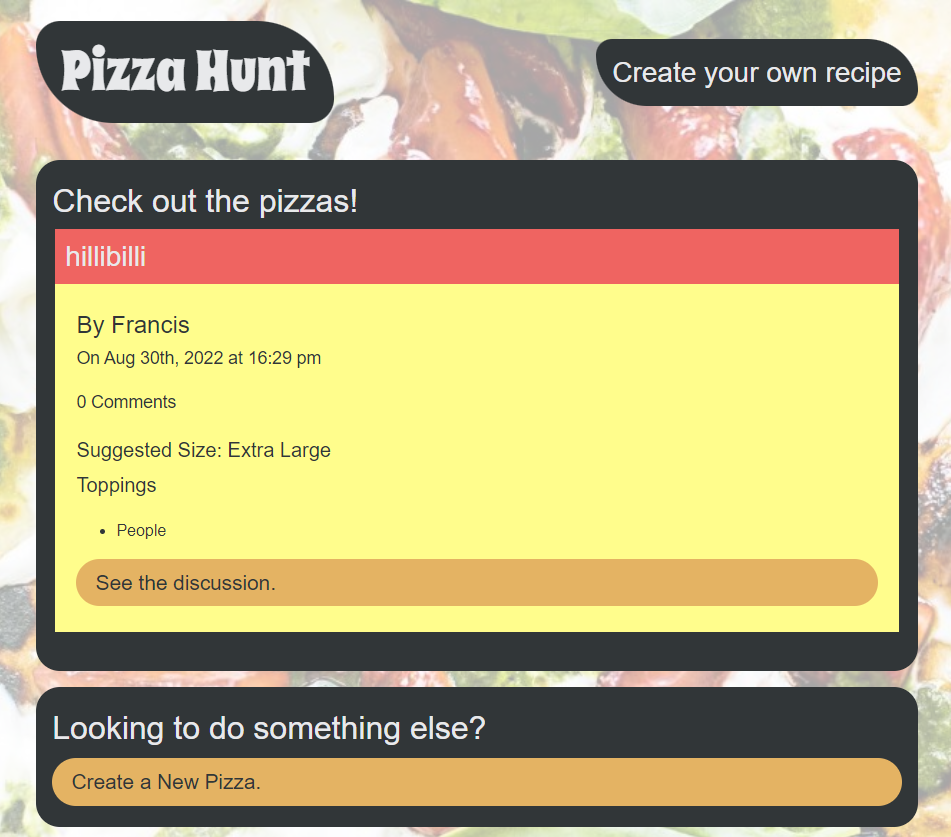 Pizza Hunt
Create your own recipe
Check out the pizzas!
hillibilli
By Francis
On Aug 30th, 2022 at 16:29 pm
0 Comments
Suggested Size: Extra Large
Toppings
• People
See the discussion.
Looking to do something else?
Create a New Pizza.